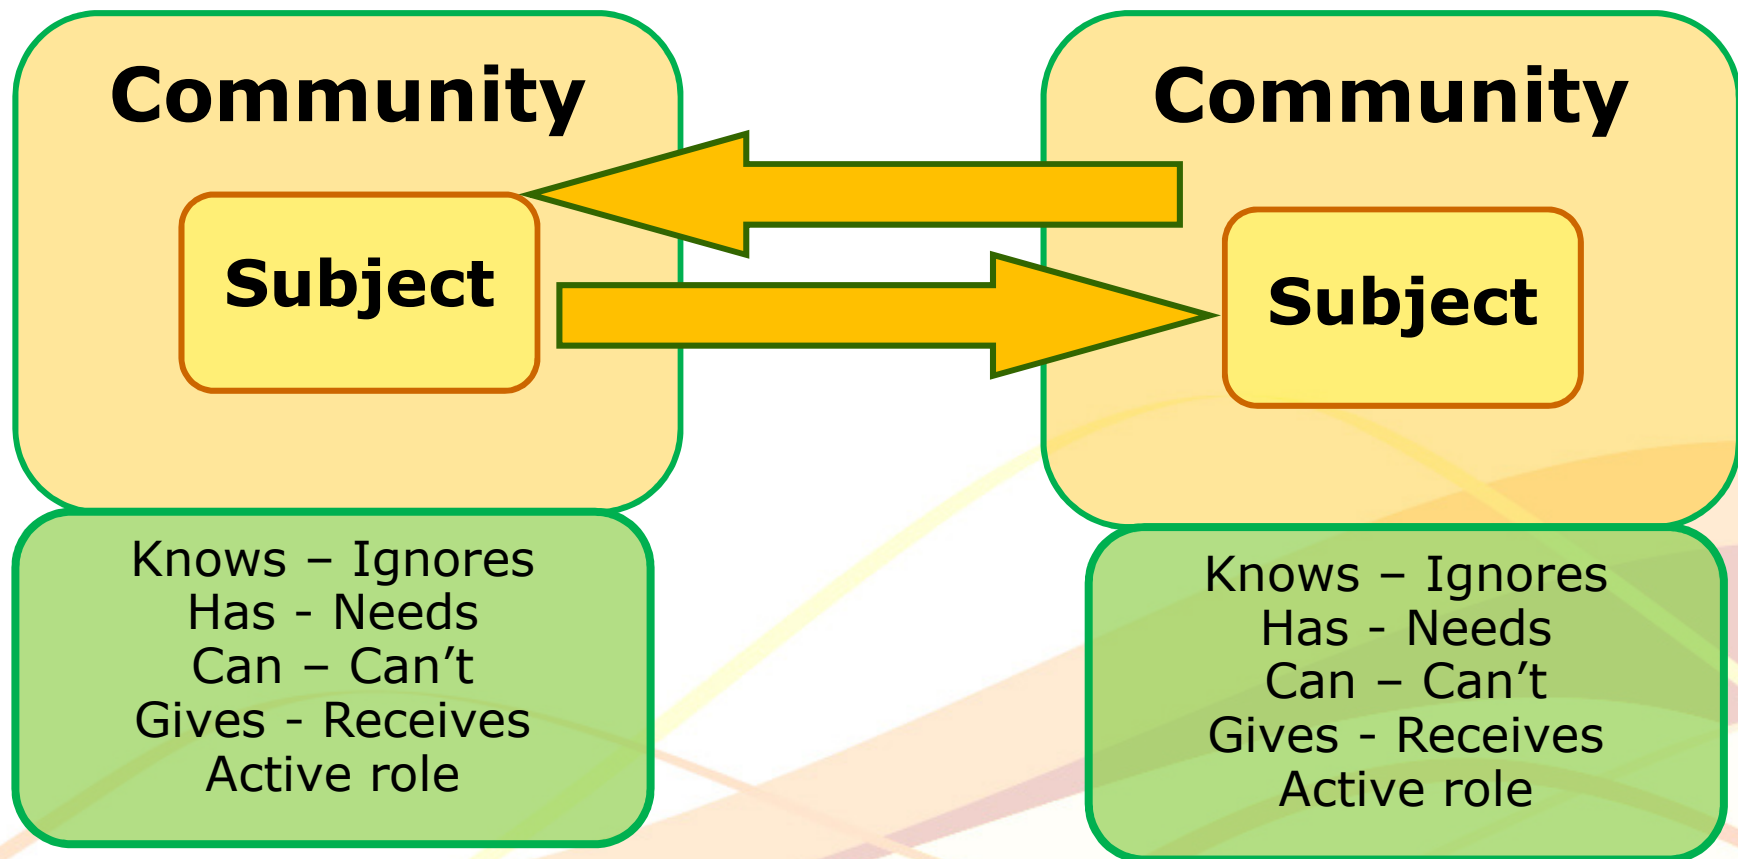 Community
Subject
Knows – Ignores
Has - Needs
Can – Can’t
Gives - Receives
Active role
Community
Subject
Knows – Ignores
Has - Needs
Can – Can’t
Gives - Receives
Active role